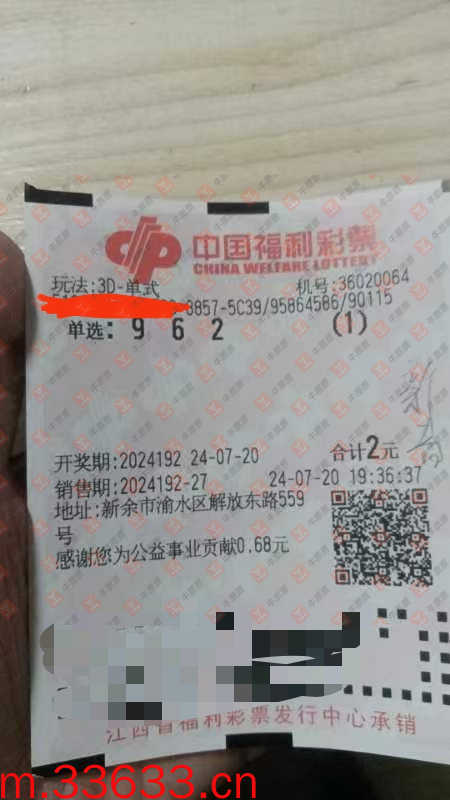 中国福利彩票
CHINA WELFARE LOTTERY
玩法:3D-单式 机号:36020064
8857-5C39/95864586/90115
单选: 9 6 2 (1)
开奖期:2024192 24-07-20 合计2元
销售期:2024192-27 24-07-20 19:36:37
地址:新余市渝水区解放东路559
号
感谢您为公益事业贡献0.68元
江西省福利彩票发行中心承销
m.33633.cn